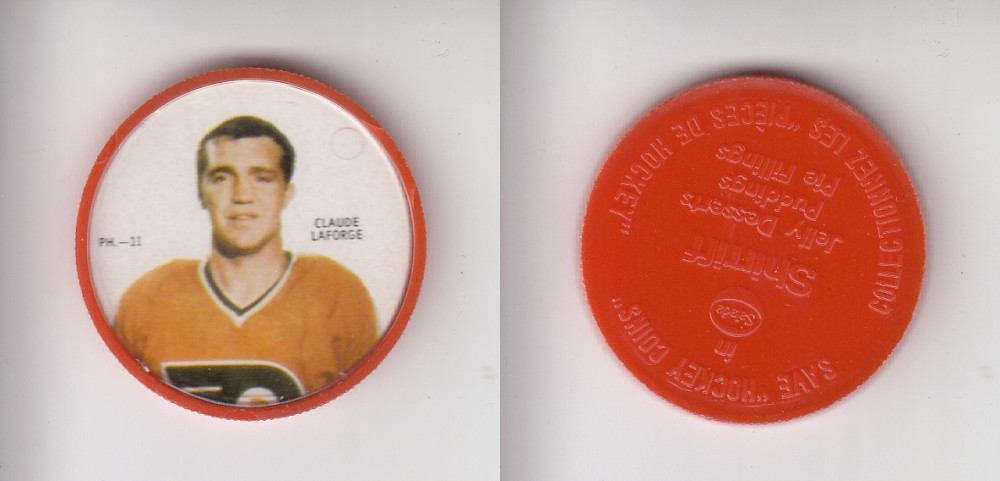 PH.—11
CLAUDE
LAFORGE
SAVE "HOCKEY COINS"
in
Salada
Shirriff
Jelly Desserts
Puddings
Pie Fillings
COLLECTIONNEZ LES "PIÈCES DE HOCKEY"